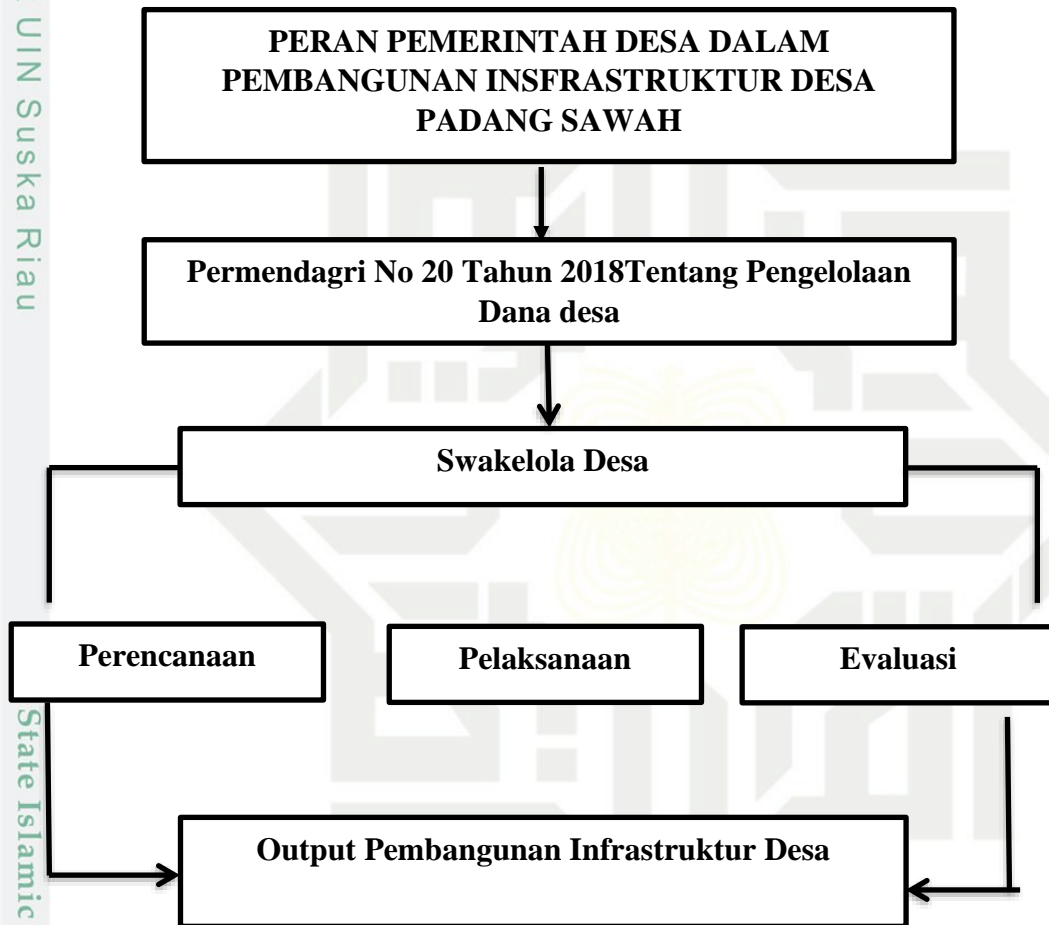 UIN Suska Riau
PERAN PEMERINTAH DESA DALAM
PEMBANGUNAN INSFRASTRUKTUR DESA
PADANG SAWAH
Permendagri No 20 Tahun 2018Tentang Pengelolaan
Dana desa
Swakelola Desa
Perencanaan
Pelaksanaan
Evaluasi
State Islamic
Output Pembangunan Infrastruktur Desa